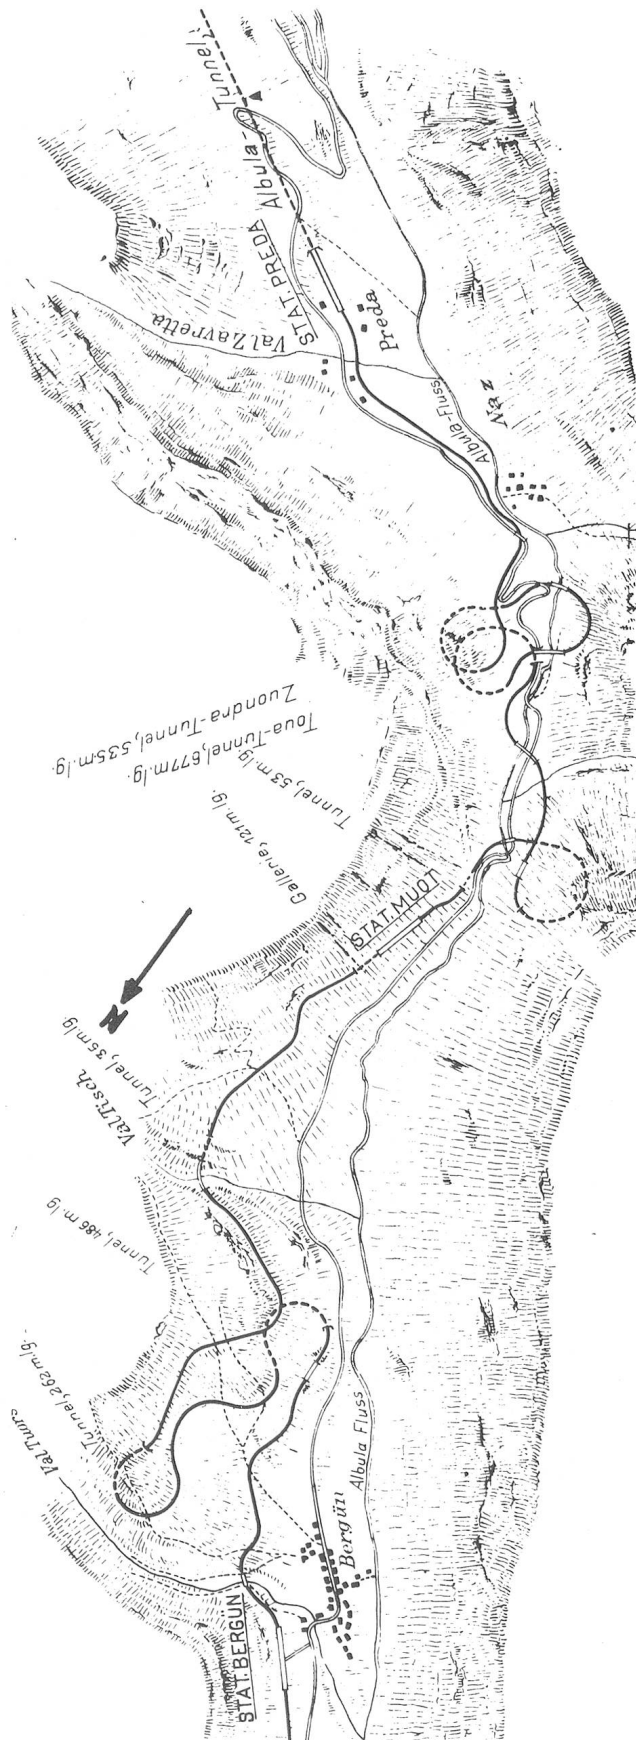 Albula-Tunnel
STAT. PREDA
Val Zavretta
Preda
Albula-Fluss
Naz
Zuondra-Tunnel, 535 m.lg.
Toua-Tunnel, 677 m.lg.
Tunnel, 53 m.lg.
Gallerie, 121 m.lg.
STAT. MUOT
N
Tunnel, 35 m.lg.
Val Tisch
Tunnel, 486 m.lg.
Tunnel, 262 m.lg.
Val Tuors
Albula Fluss
Bergün
STAT. BERGÜN